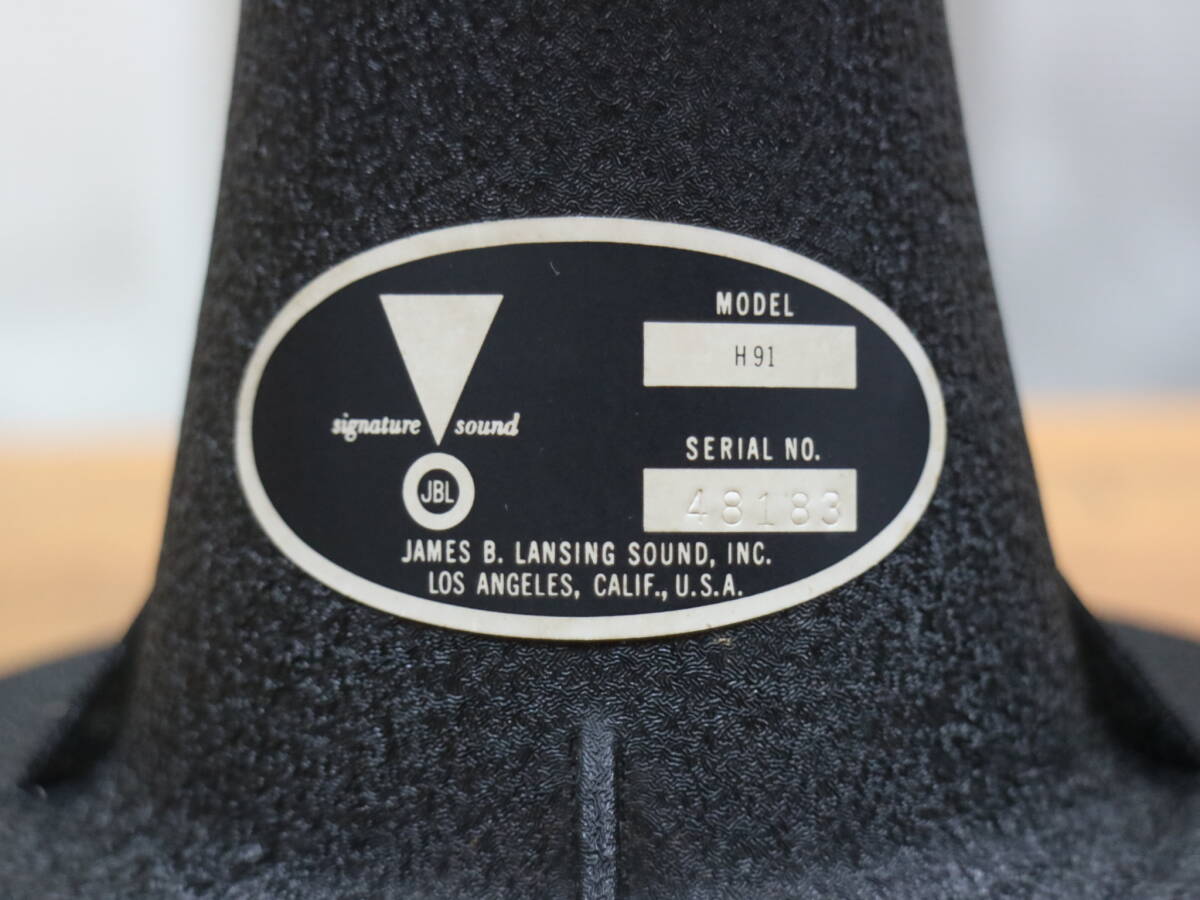 signature sound
JBL
MODEL
H91
SERIAL NO.
48183
JAMES B. LANSING SOUND, INC.
LOS ANGELES, CALIF., U.S.A.